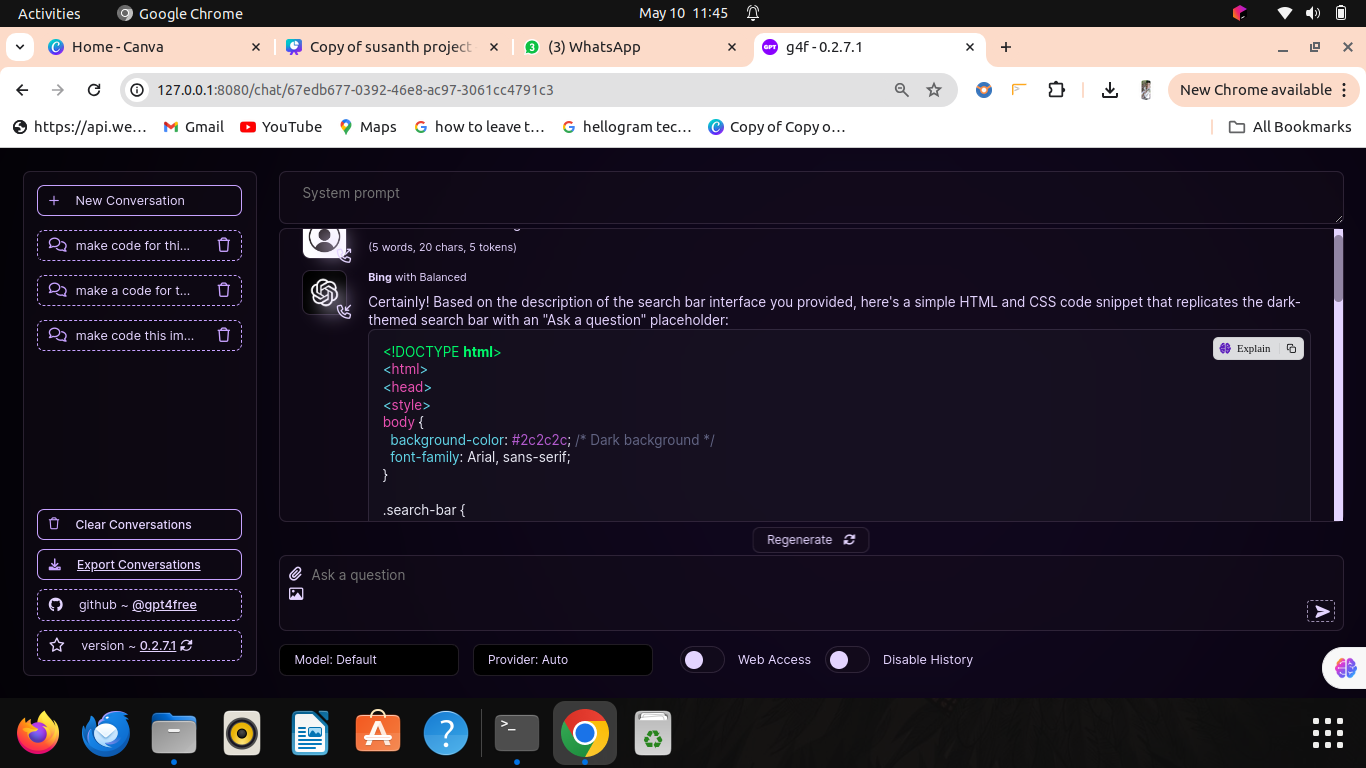 Activities
Google Chrome
May 10 11:45
Home - Canva
Copy of susanth project
3
(3) WhatsApp
GPT
g4f - 0.2.7.1
127.0.0.1:8080/chat/67edb677-0392-46e8-ac97-3061cc4791c3
New Chrome available
https://api.we…
Gmail
YouTube
Maps
how to leave t…
hellogram tec…
Copy of Copy o…
All Bookmarks
New Conversation
make code for thi...
make a code for t...
make code this im...
Clear Conversations
Export Conversations
github ~ @gpt4free
version ~ 0.2.7.1
System prompt
(5 words, 20 chars, 5 tokens)
Bing with Balanced
Certainly! Based on the description of the search bar interface you provided, here's a simple HTML and CSS code snippet that replicates the dark-
themed search bar with an "Ask a question" placeholder:
Explain
<!DOCTYPE html>
<html>
<head>
<style>
body {
  background-color: #2c2c2c; /* Dark background */
  font-family: Arial, sans-serif;
}
.search-bar {
Regenerate
Ask a question
Model: Default
Provider: Auto
Web Access
Disable History